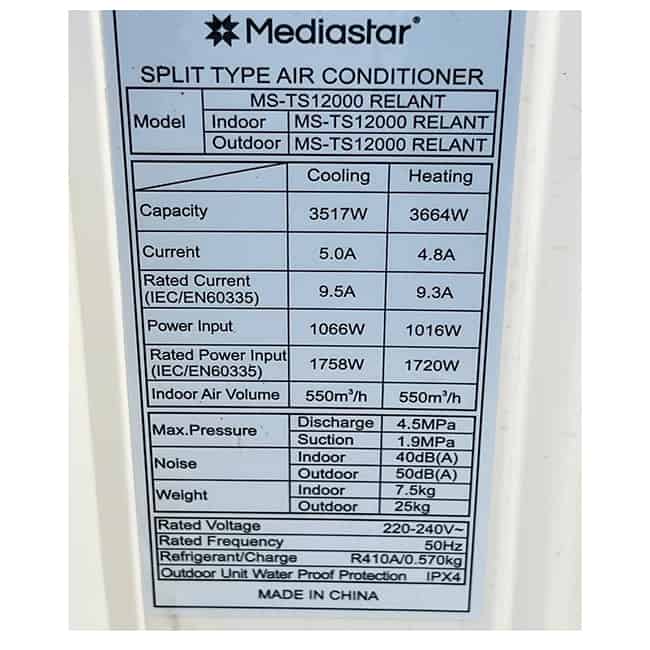 Mediastar®
SPLIT TYPE AIR CONDITIONER
Model MS-TS12000 RELANT
Indoor MS-TS12000 RELANT
Outdoor MS-TS12000 RELANT
Cooling Heating
Capacity 3517W 3664W
Current 5.0A 4.8A
Rated Current
(IEC/EN60335) 9.5A 9.3A
Power Input 1066W 1016W
Rated Power Input
(IEC/EN60335) 1758W 1720W
Indoor Air Volume 550m³/h 550m³/h
Max.Pressure Discharge 4.5MPa
Suction 1.9MPa
Noise Indoor 40dB(A)
Outdoor 50dB(A)
Weight Indoor 7.5kg
Outdoor 25kg
Rated Voltage 220-240V~
Rated Frequency 50Hz
Refrigerant/Charge R410A/0.570kg
Outdoor Unit Water Proof Protection IPX4
MADE IN CHINA